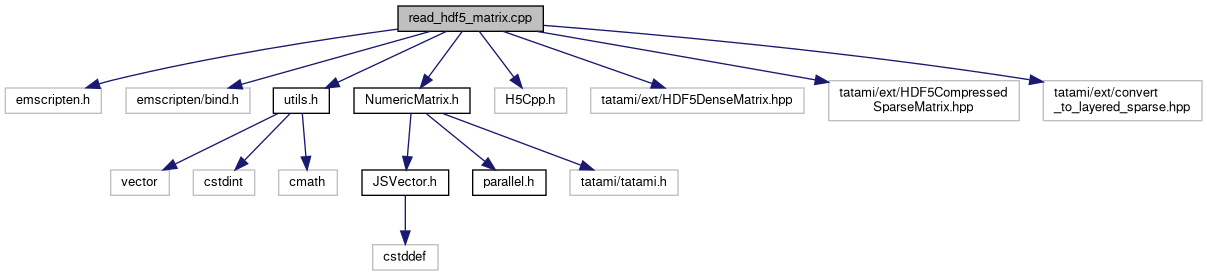 read_hdf5_matrix.cpp
emscripten.h
emscripten/bind.h
utils.h
NumericMatrix.h
H5Cpp.h
tatami/ext/HDF5DenseMatrix.hpp
tatami/ext/HDF5Compressed
SparseMatrix.hpp
tatami/ext/convert
_to_layered_sparse.hpp
vector
cstdint
cmath
JSVector.h
parallel.h
tatami/tatami.h
cstddef